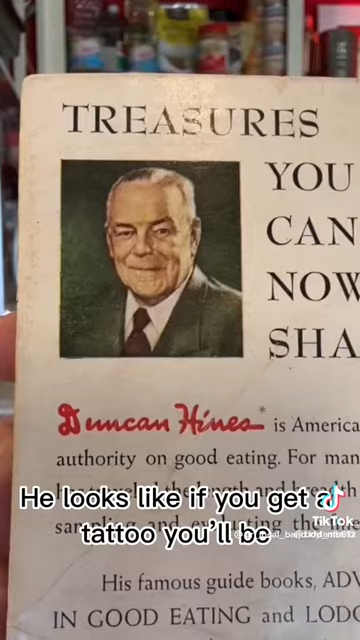 TREASURES
YOU
CAN
NOW
SHA
Duncan Hines* is America
authority on good eating. For man
He looks like if you get a
tattoo you’ll be
TikTok
His famous guide books, ADV
IN GOOD EATING and LODG